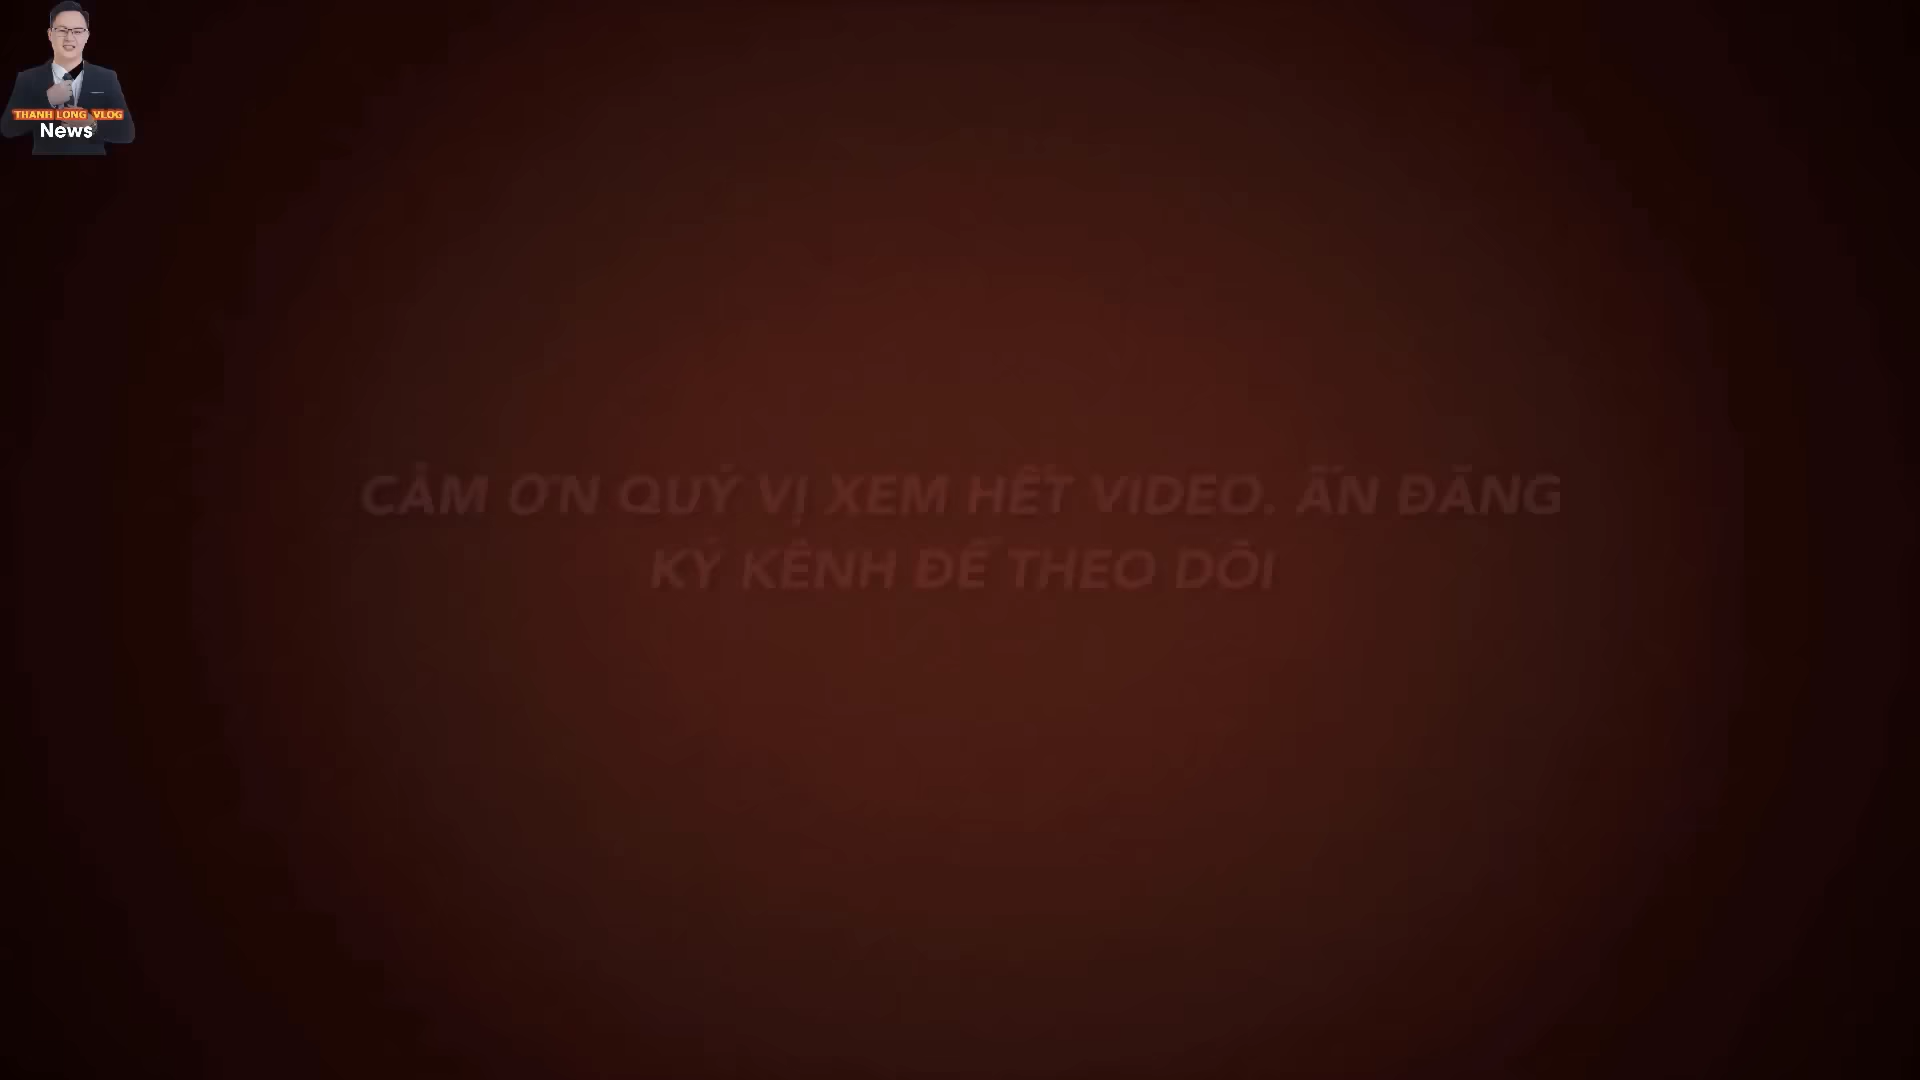 THANH LONG VLOG
News
CẢM ƠN QUÝ VỊ XEM HẾT VIDEO. ẤN ĐĂNG
KÝ KÊNH ĐỂ THEO DÕI